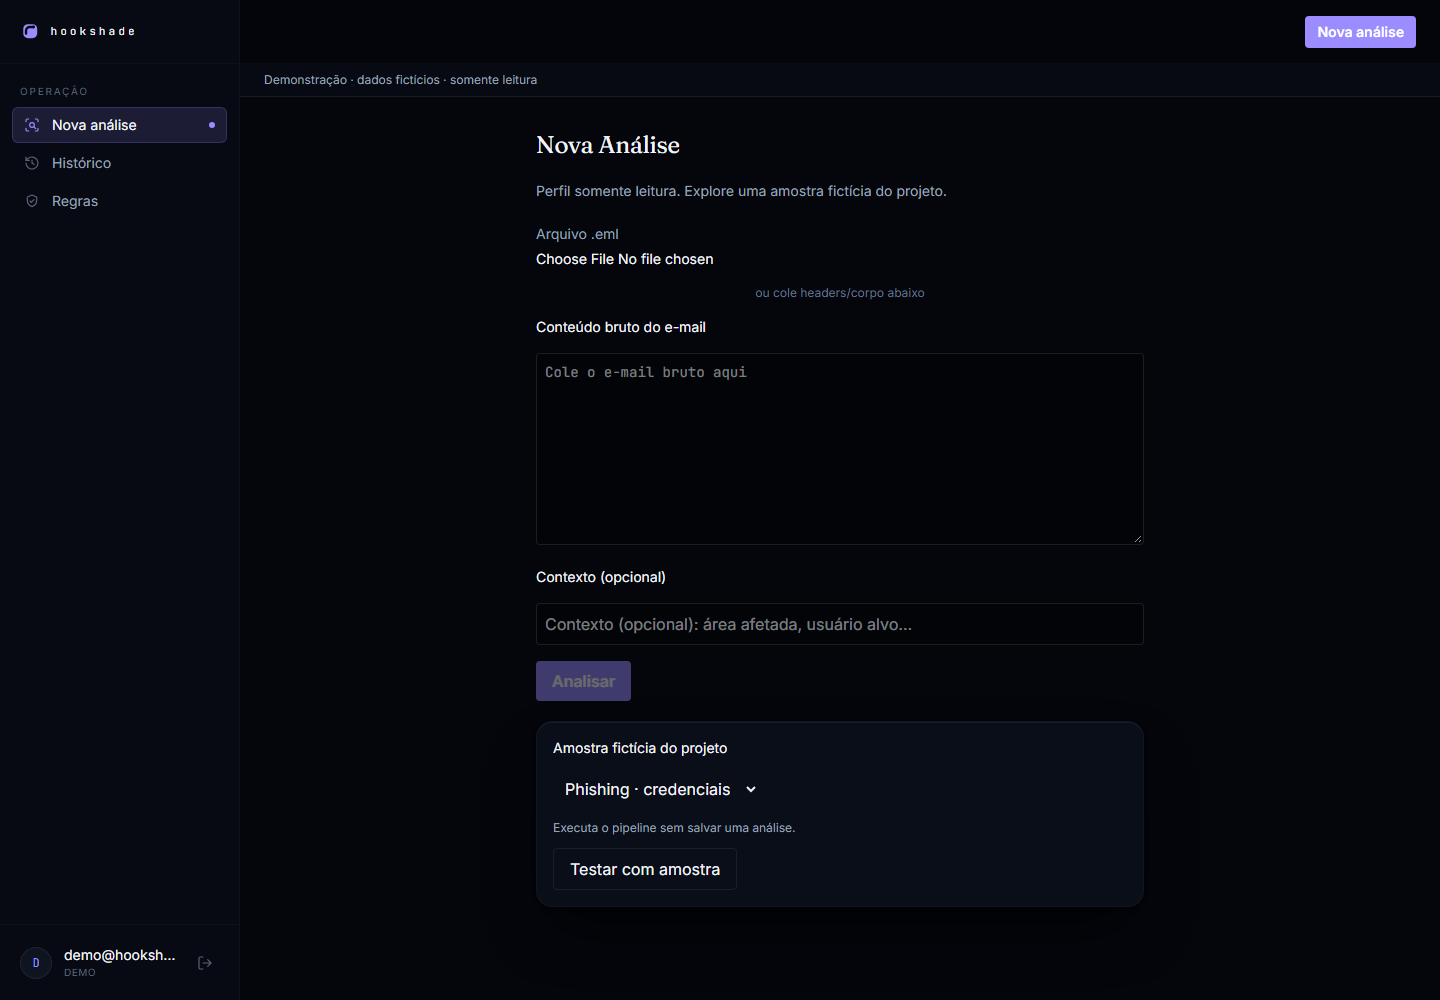 hookshade
Nova análise
Demonstração · dados fictícios · somente leitura
OPERAÇÃO
Nova análise
Histórico
Regras
Nova Análise
Perfil somente leitura. Explore uma amostra fictícia do projeto.
Arquivo .eml
Choose File No file chosen
ou cole headers/corpo abaixo
Conteúdo bruto do e-mail
Cole o e-mail bruto aqui
Contexto (opcional)
Contexto (opcional): área afetada, usuário alvo...
Analisar
Amostra fictícia do projeto
Phishing · credenciais
Executa o pipeline sem salvar uma análise.
Testar com amostra
D
demo@hooksh...
DEMO